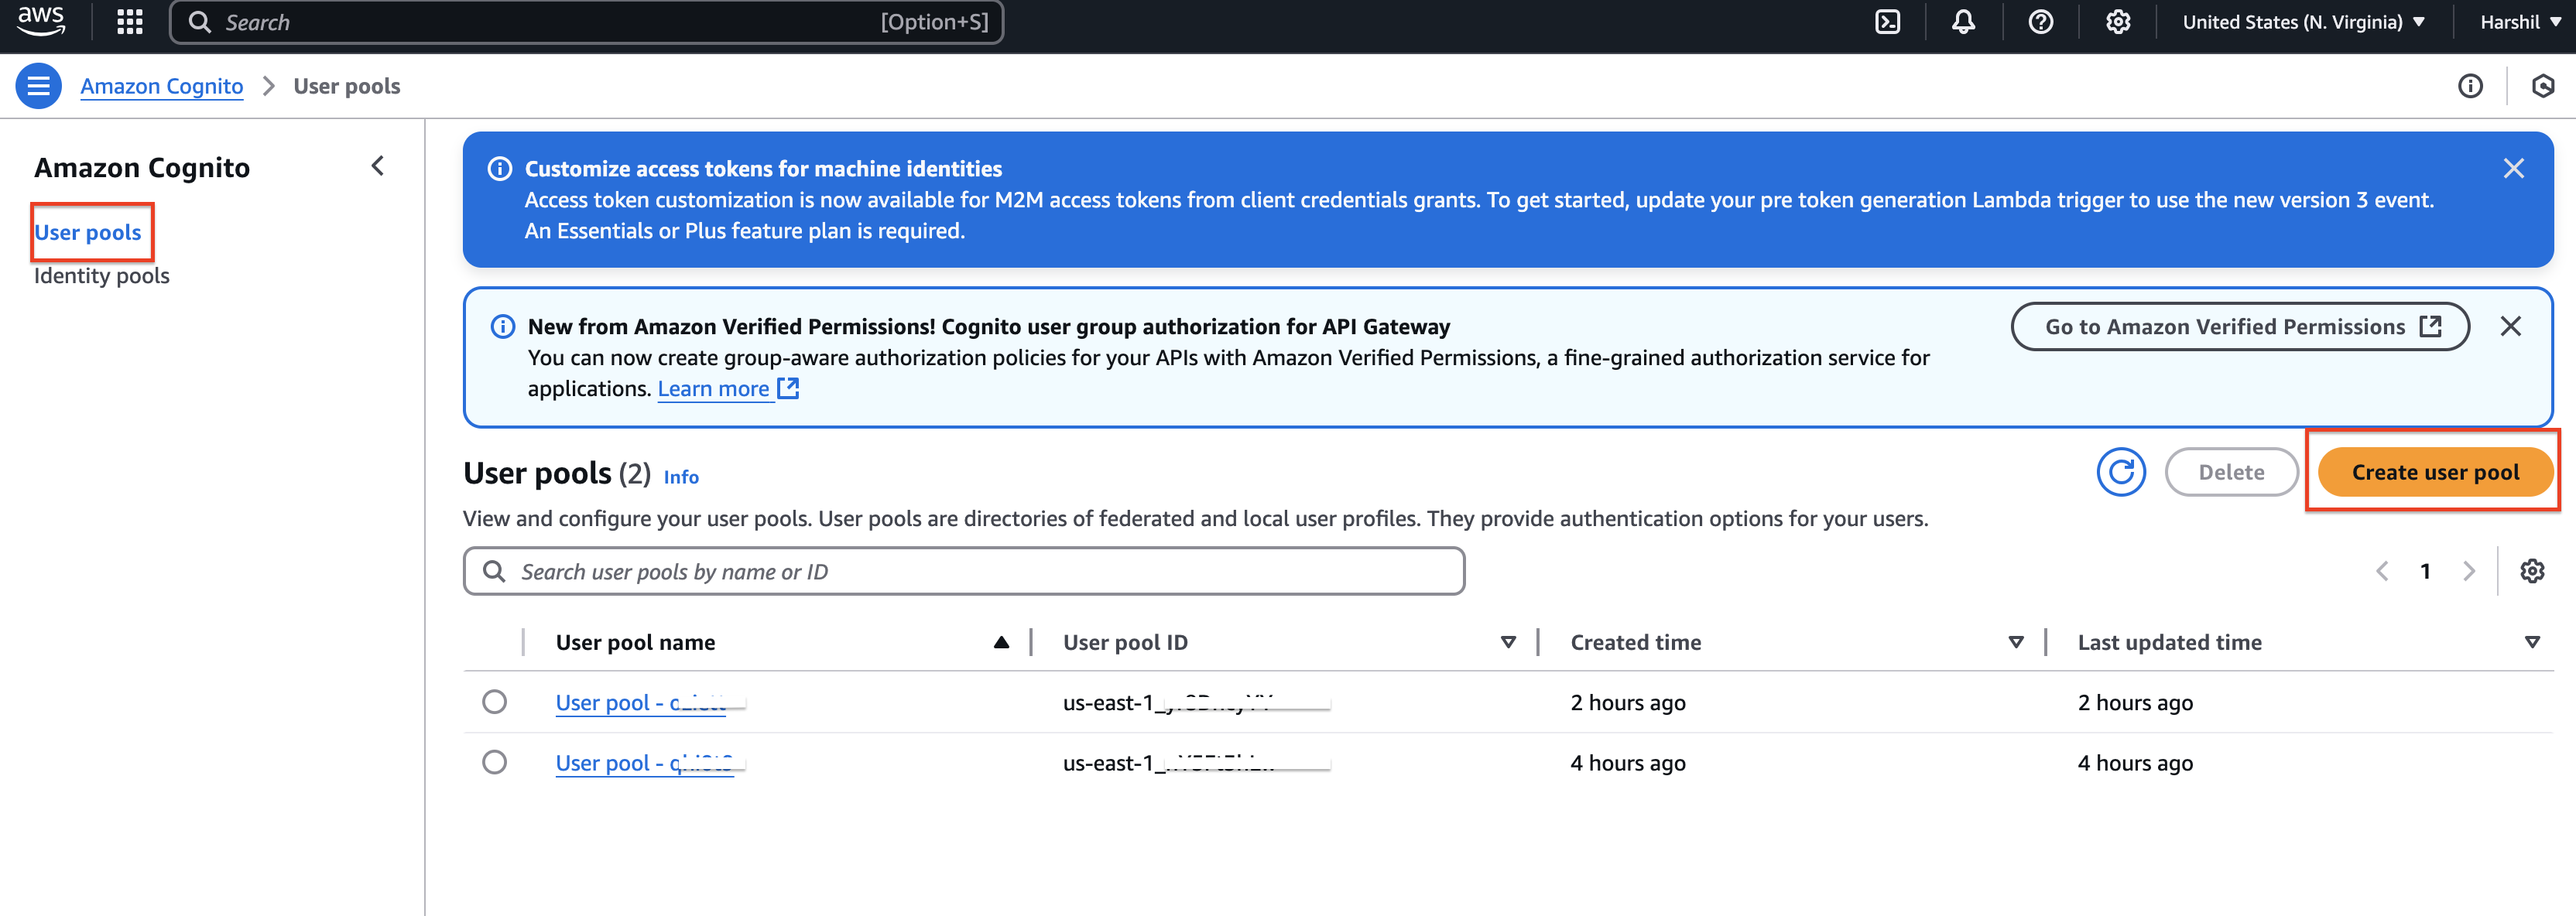 aws
Search [Option+S]
United States (N. Virginia)
Harshil
Amazon Cognito
User pools
Amazon Cognito
User pools
Identity pools
Customize access tokens for machine identities
Access token customization is now available for M2M access tokens from client credentials grants. To get started, update your pre token generation Lambda trigger to use the new version 3 event.
An Essentials or Plus feature plan is required.
New from Amazon Verified Permissions! Cognito user group authorization for API Gateway
Go to Amazon Verified Permissions
You can now create group-aware authorization policies for your APIs with Amazon Verified Permissions, a fine-grained authorization service for
applications. Learn more
User pools (2) Info
Delete
Create user pool
View and configure your user pools. User pools are directories of federated and local user profiles. They provide authentication options for your users.
Search user pools by name or ID
1
User pool name User pool ID Created time Last updated time
User pool - us-east-1_ 2 hours ago 2 hours ago
User pool - us-east-1_ 4 hours ago 4 hours ago